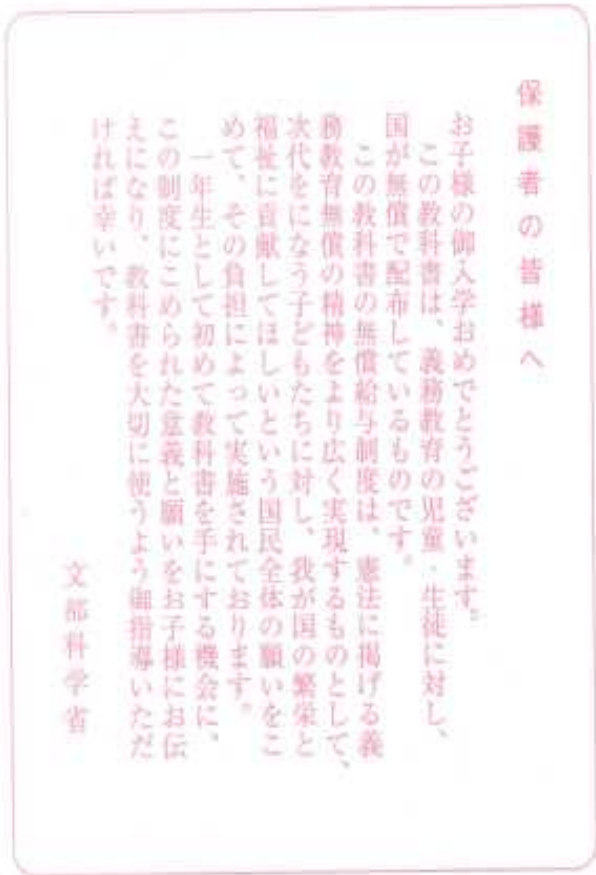 保護者の皆様へ
お子様の御入学おめでとうございます。
この教科書は、義務教育の児童・生徒に対し、
国が無償で配布しているものです。
この教科書の無償給与制度は、憲法に掲げる義
務教育無償の精神をより広く実現するものとして、
次代をになう子どもたちに対し、我が国の繁栄と
福祉に貢献してほしいという国民全体の願いをこ
めて、その負担によって実施されております。
一年生として初めて教科書を手にする機会に、
この制度にこめられた意義と願いをお子様にお伝
えになり、教科書を大切に使うよう御指導いただ
ければ幸いです。
文部科学省